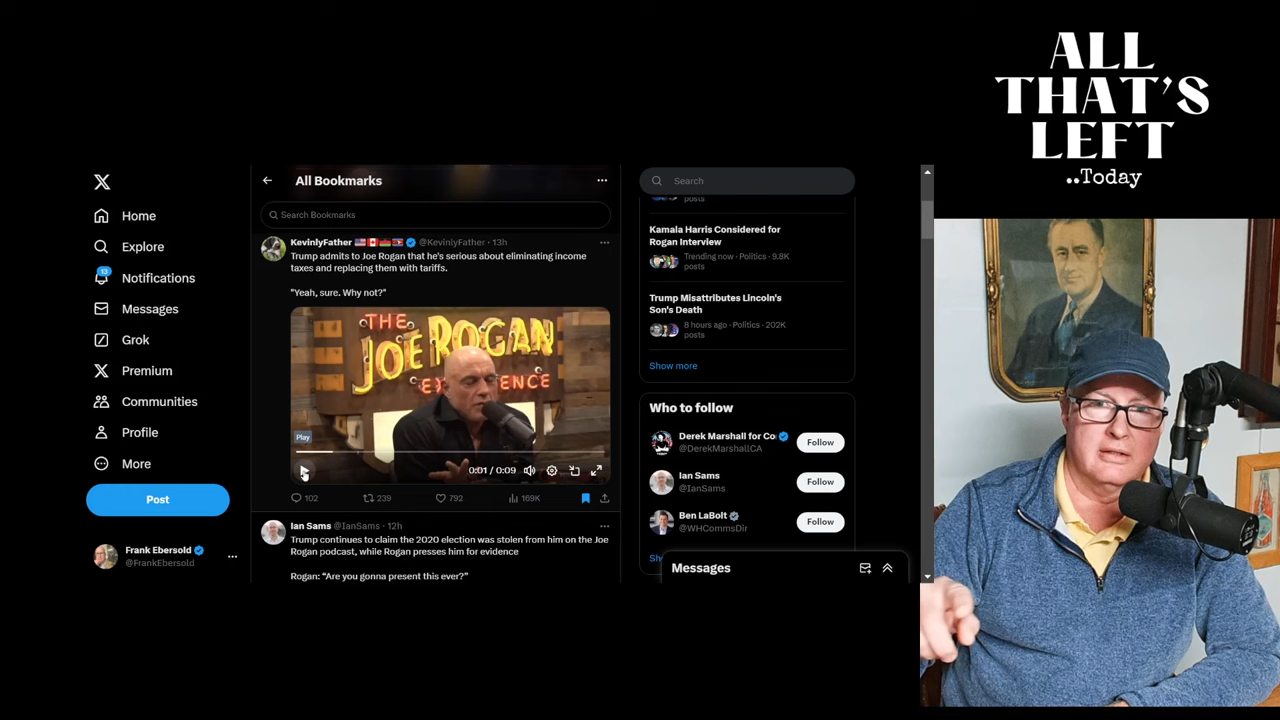 ALL
THAT'S
LEFT
..Today
Home
Explore
13
Notifications
Messages
Grok
Premium
Communities
Profile
More
Post
Frank Ebersold
@FrankEbersold
All Bookmarks
Search Bookmarks
KevinlyFather @KevinlyFather · 13h
Trump admits to Joe Rogan that he's serious about eliminating income
taxes and replacing them with tariffs.
"Yeah, sure. Why not?"
THE
JOE ROGAN
EXPERIENCE
Play
0:01 / 0:09
102 239 792 169K
Ian Sams @IanSams · 12h
Trump continues to claim the 2020 election was stolen from him on the Joe
Rogan podcast, while Rogan presses him for evidence
Rogan: "Are you gonna present this ever?"
Search
posts
Kamala Harris Considered for
Rogan Interview
Trending now · Politics · 9.8K
posts
Trump Misattributes Lincoln's
Son's Death
8 hours ago · Politics · 202K
posts
Show more
Who to follow
Derek Marshall for Co
@DerekMarshallCA
Follow
Ian Sams
@IanSams
Follow
Ben LaBolt
@WHCommsDir
Follow
Messages